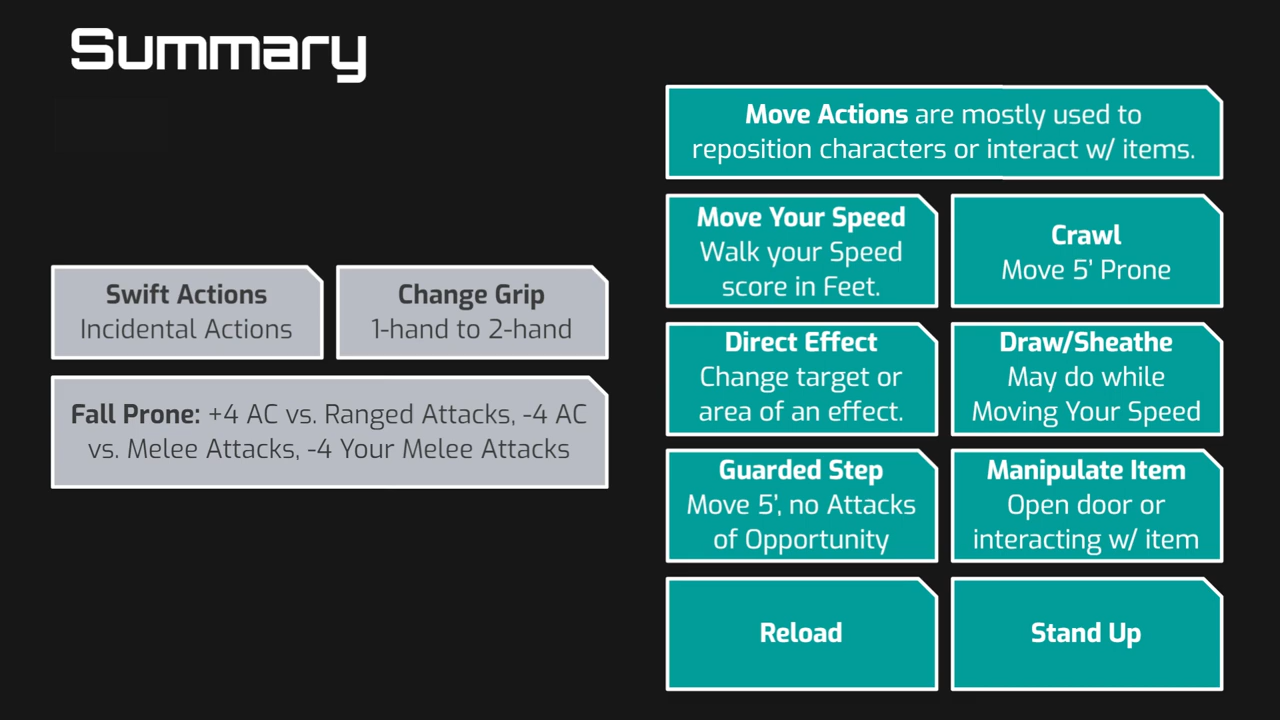 Summary
Swift Actions
Incidental Actions
Change Grip
1-hand to 2-hand
Fall Prone: +4 AC vs. Ranged Attacks, -4 AC
vs. Melee Attacks, -4 Your Melee Attacks
Move Actions are mostly used to
reposition characters or interact w/ items.
Move Your Speed
Walk your Speed
score in Feet.
Crawl
Move 5' Prone
Direct Effect
Change target or
area of an effect.
Draw/Sheathe
May do while
Moving Your Speed
Guarded Step
Move 5', no Attacks
of Opportunity
Manipulate Item
Open door or
interacting w/ item
Reload
Stand Up